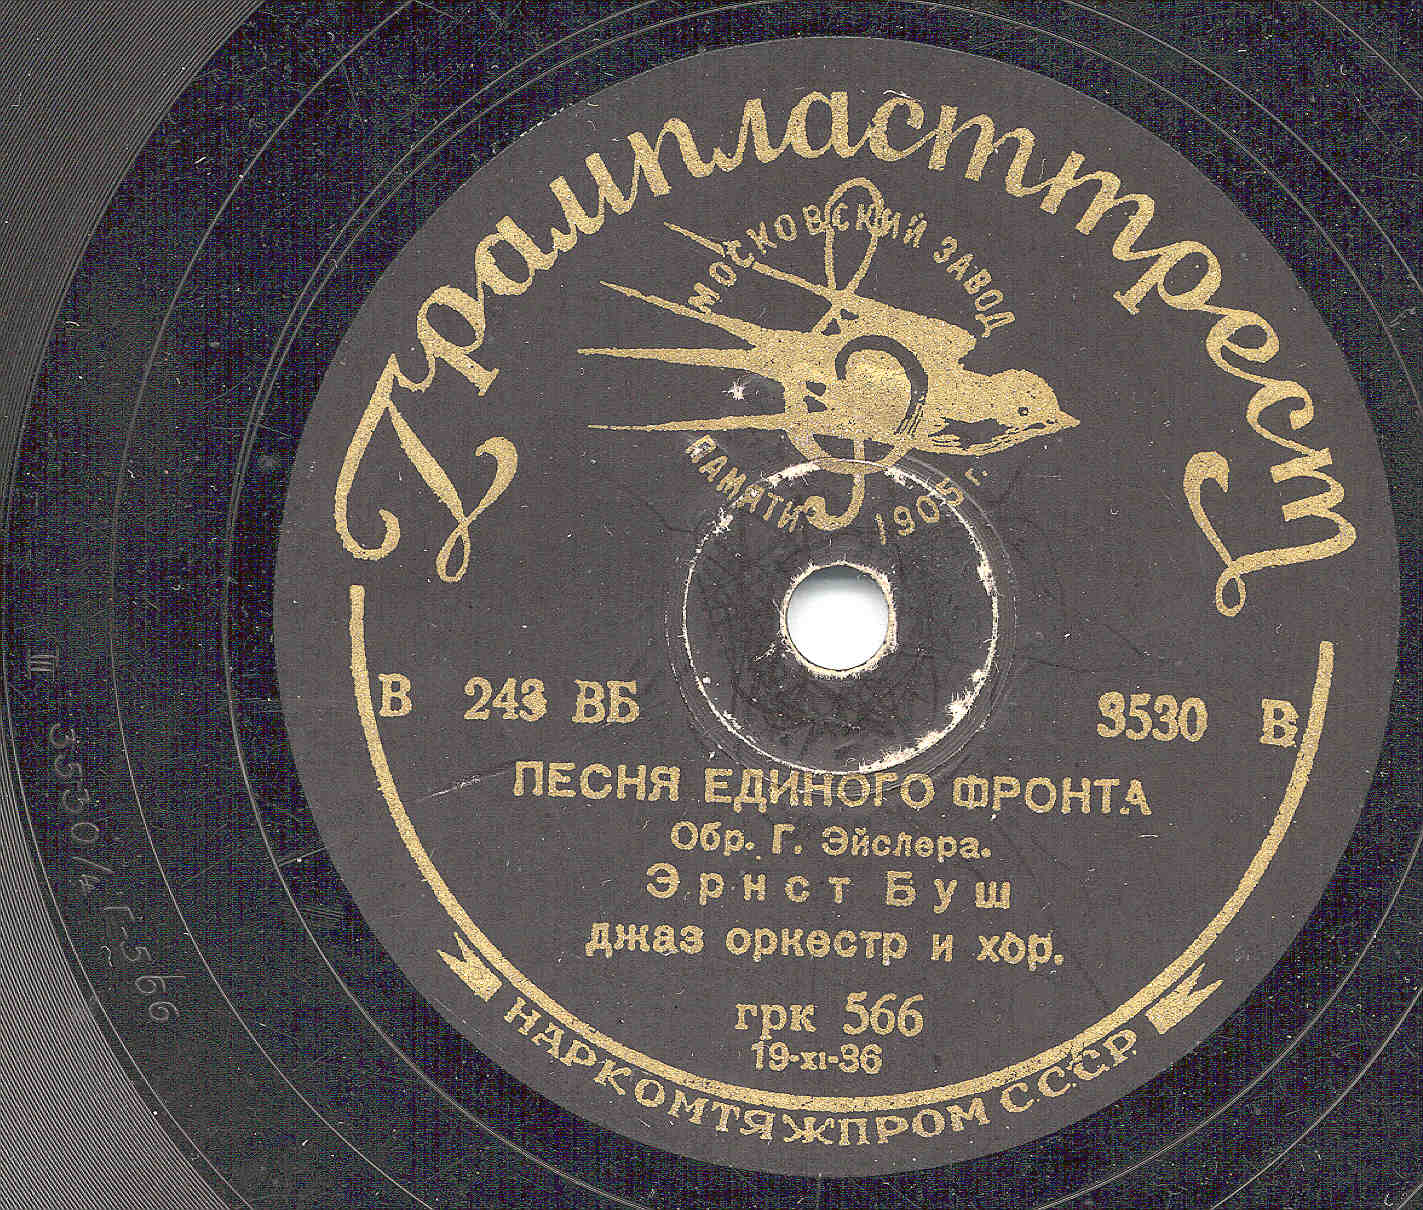 Грампласттрест
МОСКОВСКИЙ ЗАВОД
ПАМЯТИ 1905 г.
В 243 ВБ 3530 В
ПЕСНЯ ЕДИНОГО ФРОНТА
Обр. Г. Эйслера.
Эрнст Буш
джаз оркестр и хор.
грк 566
19-XI-36
НАРКОМТЯЖПРОМ СССР
III 3530/4 Г-566